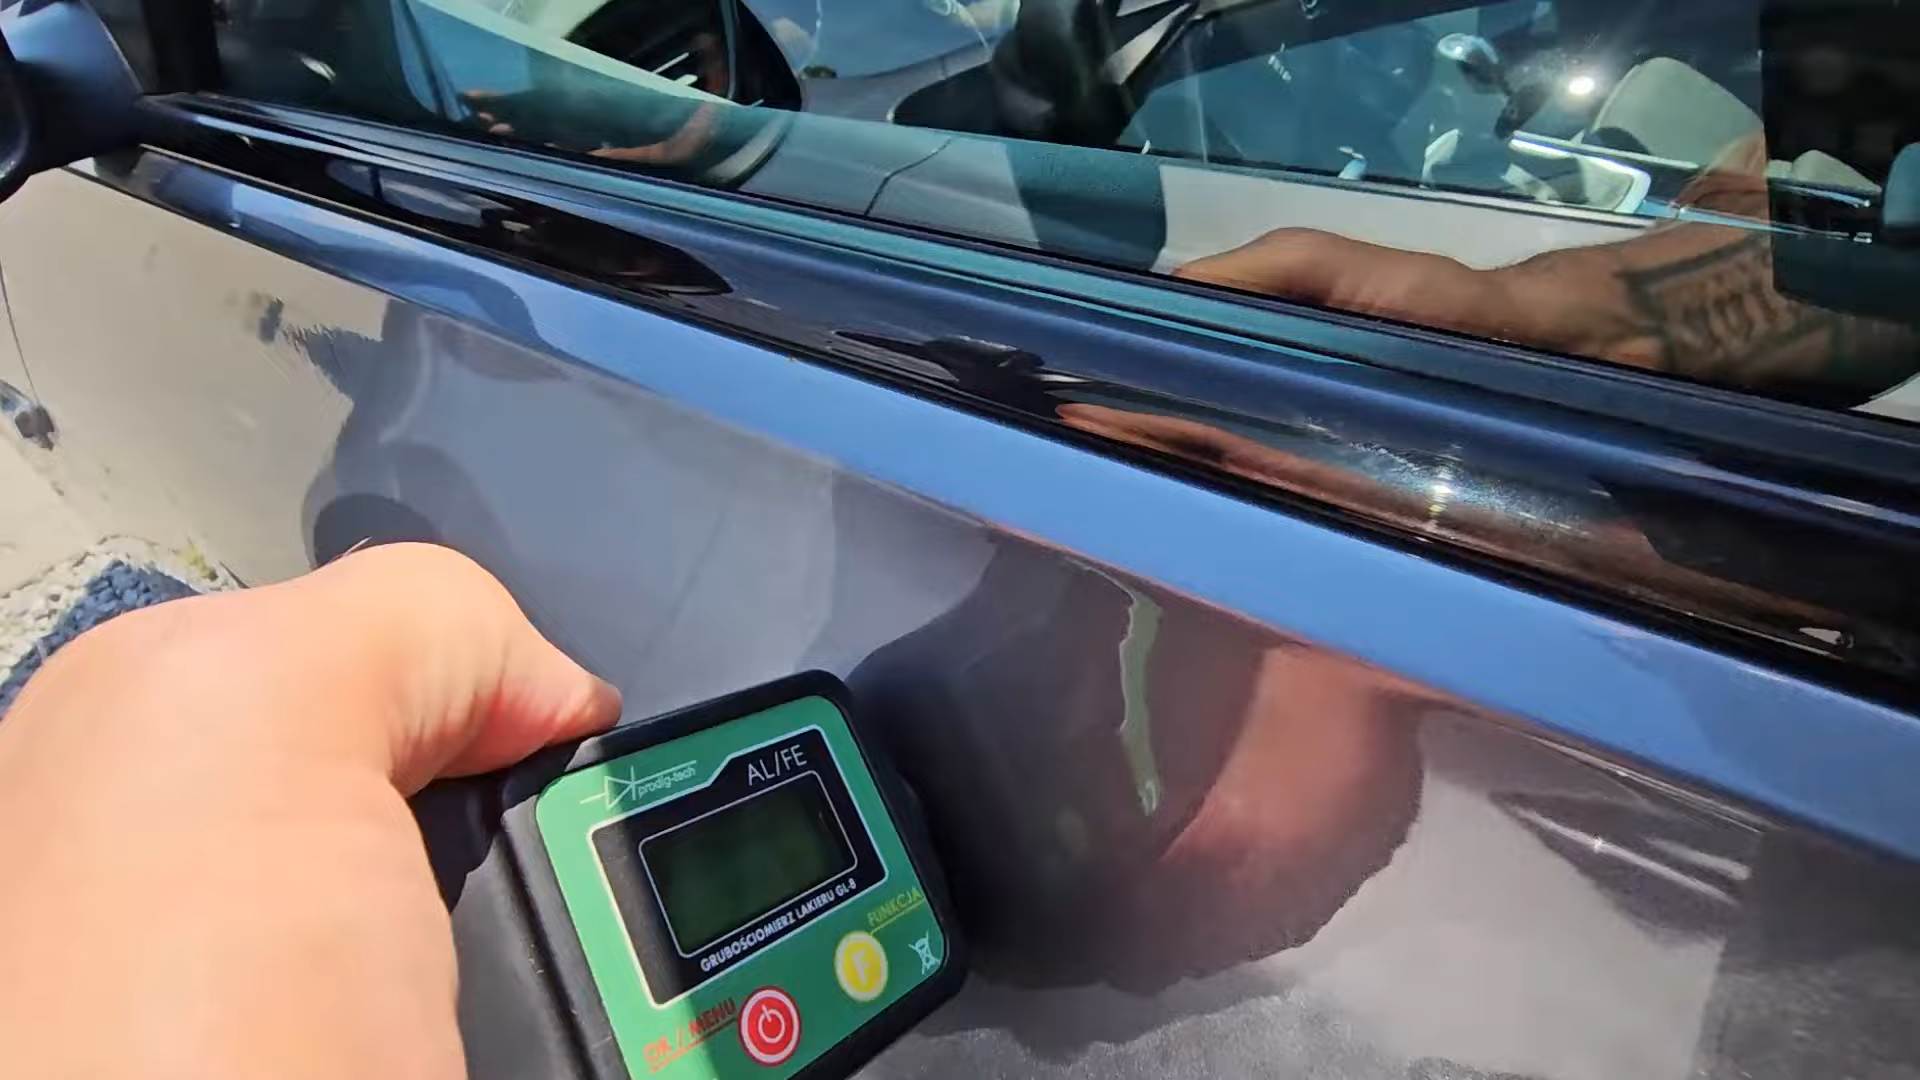 prodig-tech
AL/FE
GRUBOŚCIOMIERZ LAKIERU GL-8
FUNKCJA
F
OK / MENU